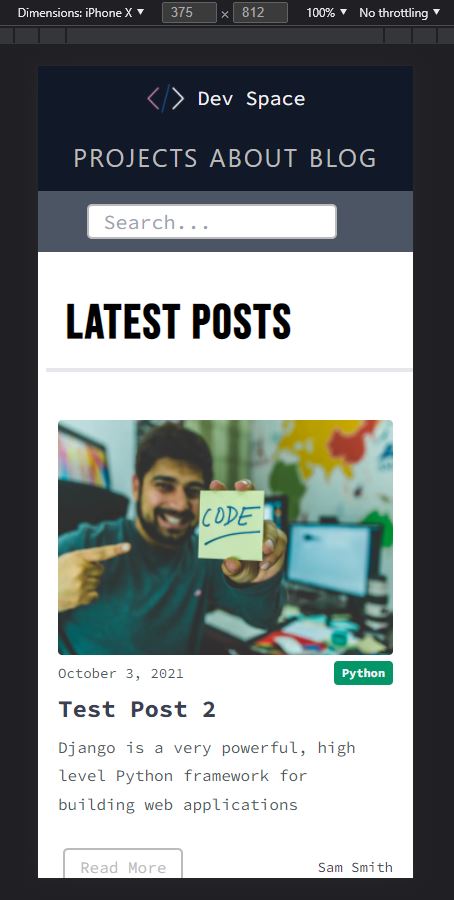 Dimensions: iPhone X ▼ 375 × 812 100% ▼ No throttling ▼
</> Dev Space
PROJECTS ABOUT BLOG
Search...
LATEST POSTS
CODE
October 3, 2021 Python
Test Post 2
Django is a very powerful, high
level Python framework for
building web applications
Read More Sam Smith